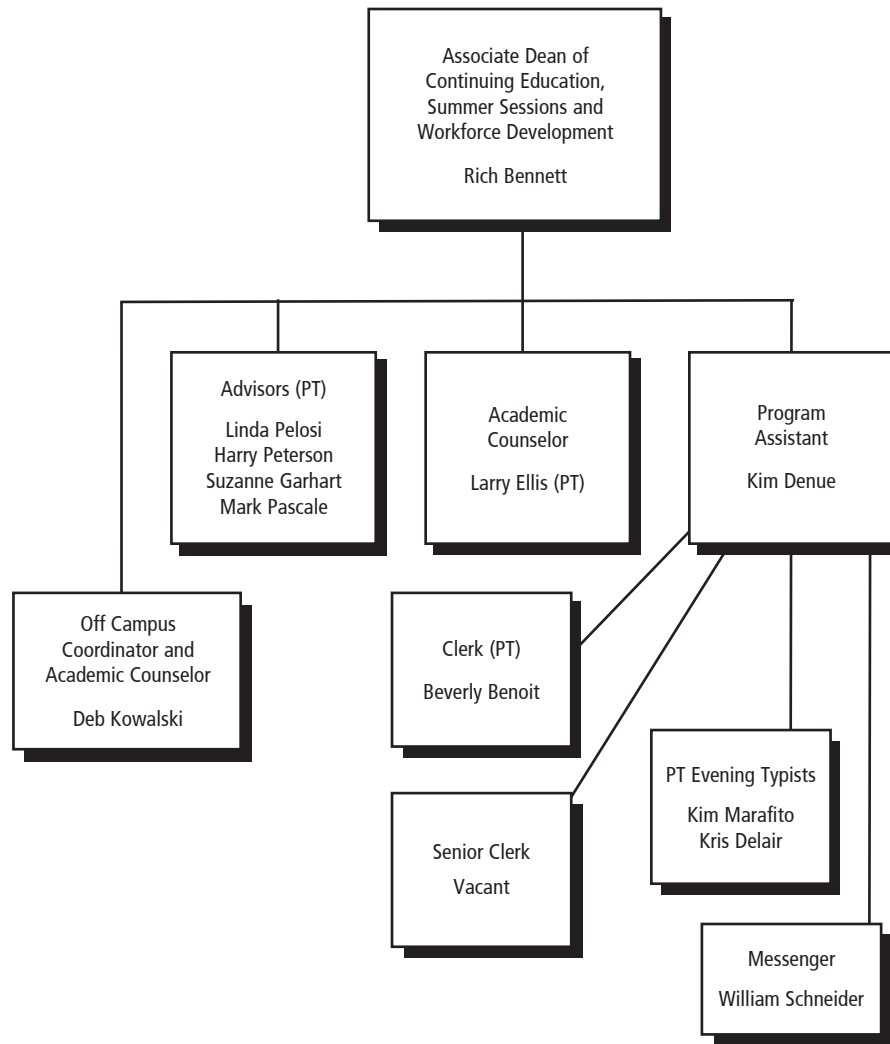 Associate Dean of
Continuing Education,
Summer Sessions and
Workforce Development
Rich Bennett
Advisors (PT)
Linda Pelosi
Harry Peterson
Suzanne Garhart
Mark Pascale
Academic
Counselor
Larry Ellis (PT)
Program
Assistant
Kim Denue
Off Campus
Coordinator and
Academic Counselor
Deb Kowalski
Clerk (PT)
Beverly Benoit
Senior Clerk
Vacant
PT Evening Typists
Kim Marafito
Kris Delair
Messenger
William Schneider